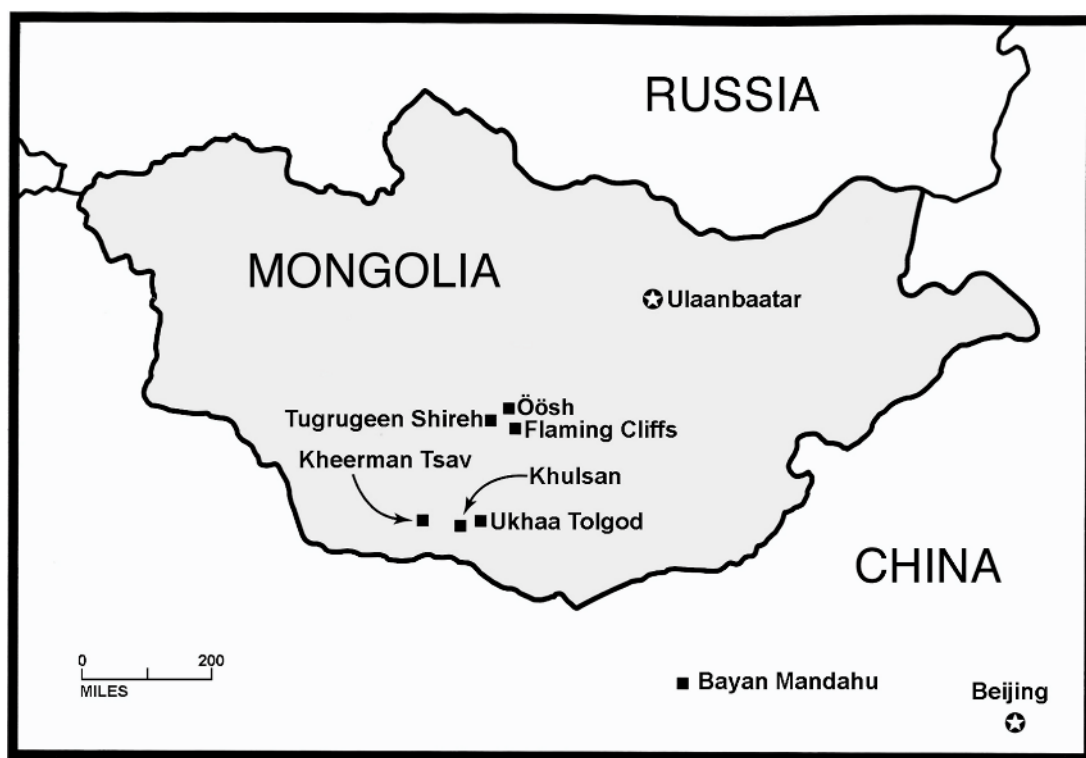 RUSSIA
MONGOLIA
Ulaanbaatar
Öösh
Tugrugeen Shireh
Flaming Cliffs
Kheerman Tsav
Khulsan
Ukhaa Tolgod
CHINA
0 200
MILES
Bayan Mandahu
Beijing